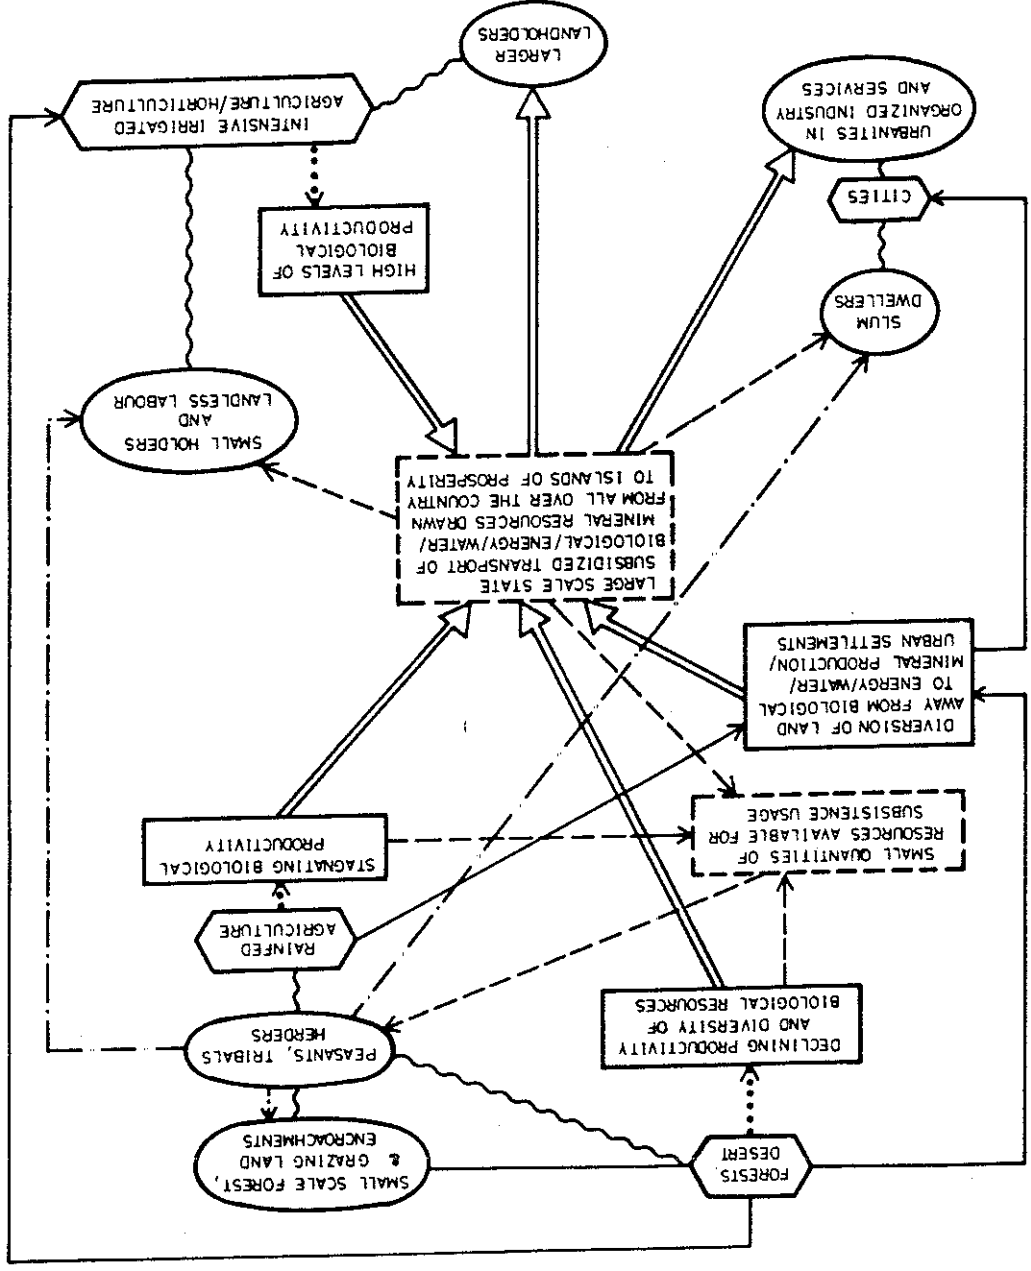 FORESTS,
DESERT
SMALL SCALE FOREST,
& GRAZING LAND
ENCROACHMENTS
DECLINING PRODUCTIVITY
AND DIVERSITY OF
BIOLOGICAL RESOURCES
PEASANTS, TRIBALS
HERDERS
RAINFED
AGRICULTURE
SMALL QUANTITIES OF
RESOURCES AVAILABLE FOR
SUBSISTENCE USAGE
STAGNATING BIOLOGICAL
PRODUCTIVITY
DIVERSION OF LAND
AWAY FROM BIOLOGICAL
TO ENERGY/WATER/
MINERAL PRODUCTION/
URBAN SETTLEMENTS
LARGE SCALE STATE
SUBSIDIZED TRANSPORT OF
BIOLOGICAL/ENERGY/WATER/
MINERAL RESOURCES DRAWN
FROM ALL OVER THE COUNTRY
TO ISLANDS OF PROSPERITY
SMALL HOLDERS
AND
LANDLESS LABOUR
SLUM
DWELLERS
HIGH LEVELS OF
BIOLOGICAL
PRODUCTIVITY
CITIES
URBANITES IN
ORGANIZED INDUSTRY
AND SERVICES
INTENSIVE IRRIGATED
AGRICULTURE/HORTICULTURE
LARGER
LANDHOLDERS